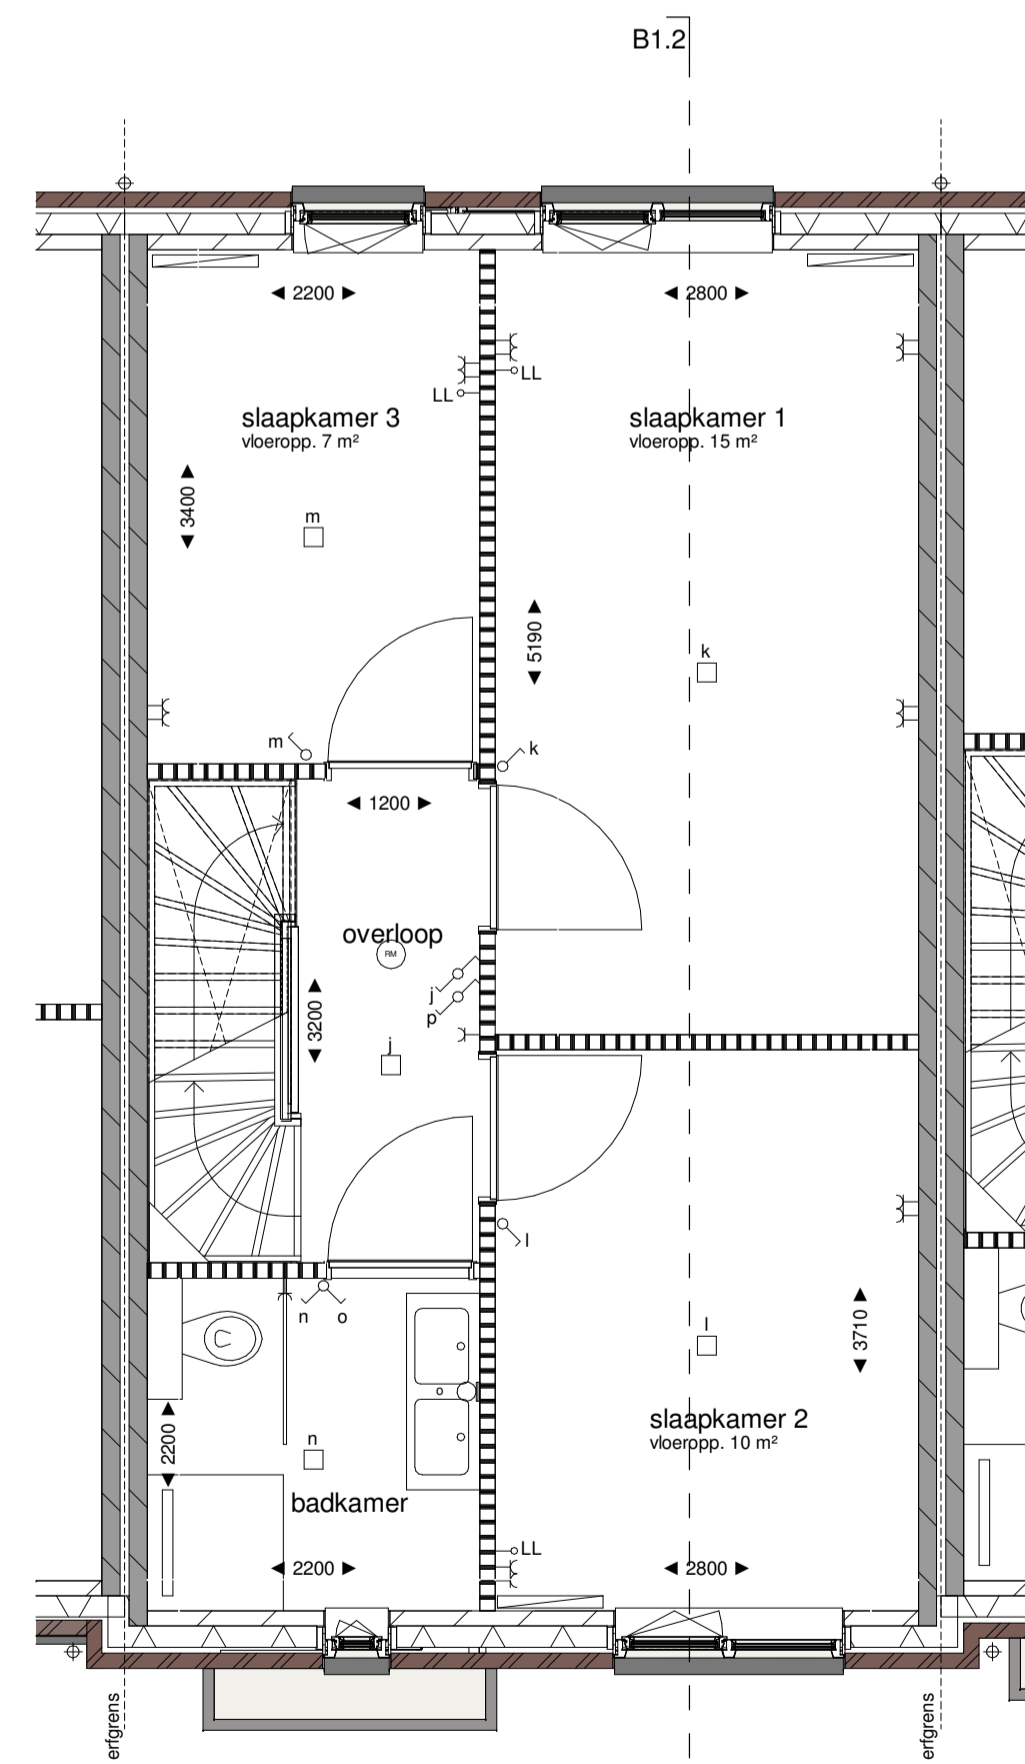 B1.2
2200
2800
LL
LL
slaapkamer 3
vloeropp. 7 m²
slaapkamer 1
vloeropp. 15 m²
3400
m
5190
k
m
k
1200
overloop
RM
j
p
3200
j
l
n o
3710
l
2200
slaapkamer 2
vloeropp. 10 m²
n
badkamer
LL
2200
2800
erfgrens
erfgrens